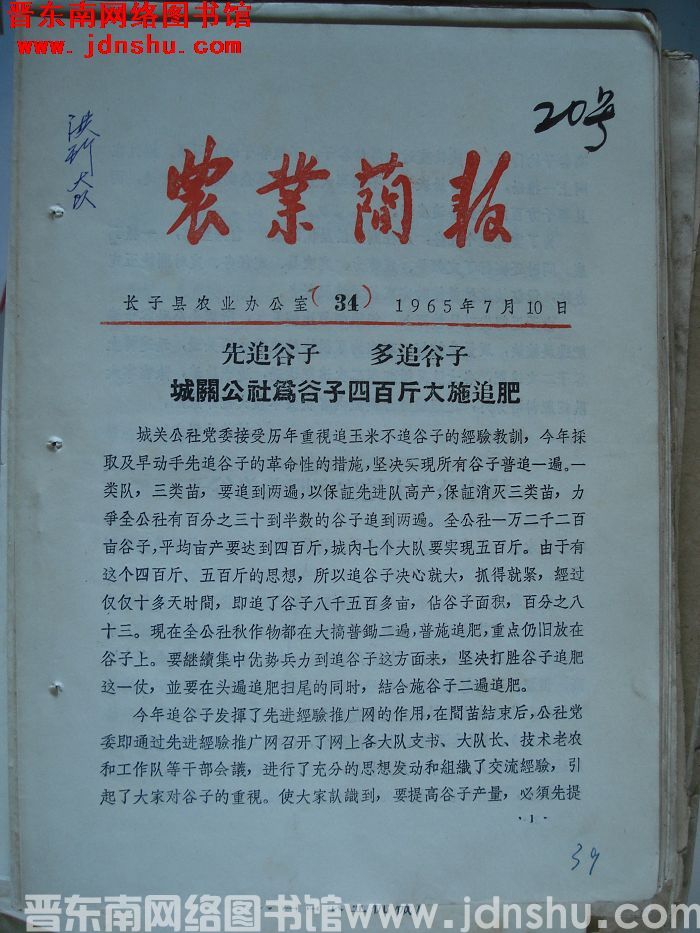 晋东南网络图书馆
www.jdnshu.com
20号
大队
農業簡報
长子县农业办公室(34) 1965年7月10日
先追谷子 多追谷子
城關公社爲谷子四百斤大施追肥
城关公社党委接受历年重視追玉米不追谷子的經驗教訓，今年採
取及早动手先追谷子的革命性的措施，坚决实現所有谷子普追一遍。一
类队，三类苗，要追到两遍，以保証先进队高产，保証消灭三类苗，力
爭全公社有百分之三十到半数的谷子追到两遍。全公社一万二千二百
亩谷子，平均亩产要达到四百斤，城內七个大队要实現五百斤。由于有
这个四百斤、五百斤的思想，所以追谷子决心就大，抓得就紧，經过
仅仅十多天时間，即追了谷子八千五百多亩，佔谷子面积，百分之八
十三。現在全公社秋作物都在大搞普鋤二遍，普施追肥，重点仍旧放在
谷子上。要継續集中优势兵力到追谷子这方面来，坚决打胜谷子追肥
这一仗，並要在头遍追肥扫尾的同时，結合施谷子二遍追肥。
今年追谷子发揮了先进經驗推广网的作用，在間苗結束后，公社党
委即通过先进經驗推广网召开了网上各大队支书、大队长、技术老农
和工作队等干部会議，进行了充分的思想发动和組織了交流經驗，引
起了大家对谷子的重視。使大家認識到，要提高谷子产量，必須先提
·1·
39
晋东南网络图书馆 www.jdnshu.com